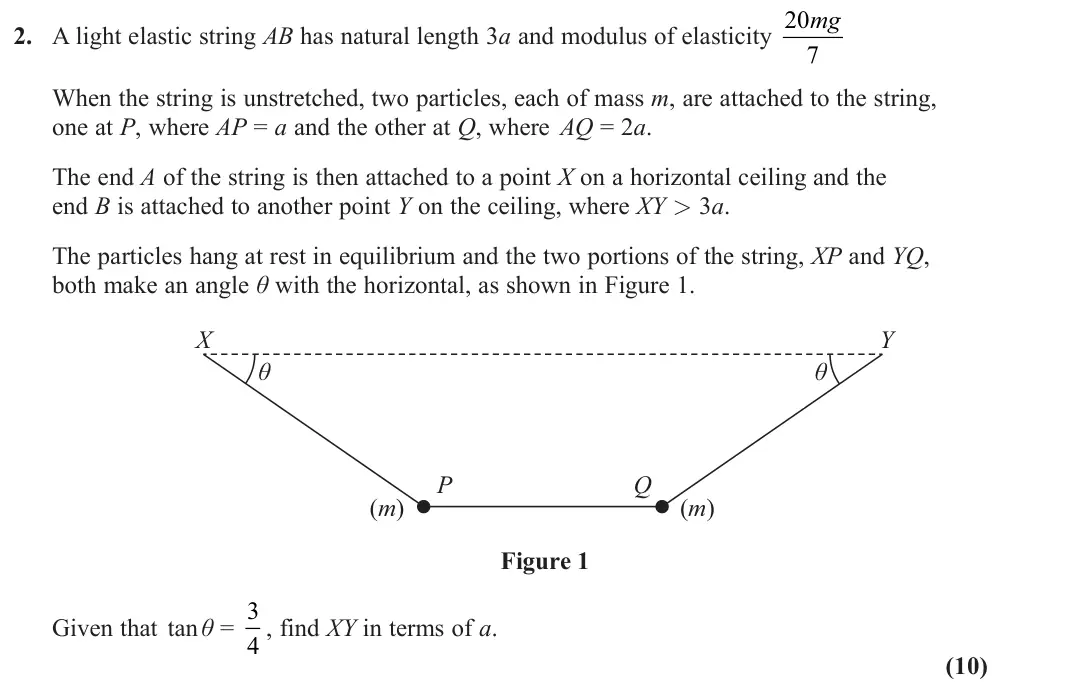 2. A light elastic string AB has natural length 3a and modulus of elasticity 20mg/7
When the string is unstretched, two particles, each of mass m, are attached to the string,
one at P, where AP = a and the other at Q, where AQ = 2a.
The end A of the string is then attached to a point X on a horizontal ceiling and the
end B is attached to another point Y on the ceiling, where XY > 3a.
The particles hang at rest in equilibrium and the two portions of the string, XP and YQ,
both make an angle θ with the horizontal, as shown in Figure 1.
X Y
θ θ
P Q
(m) (m)
Figure 1
Given that tan θ = 3/4, find XY in terms of a.
(10)